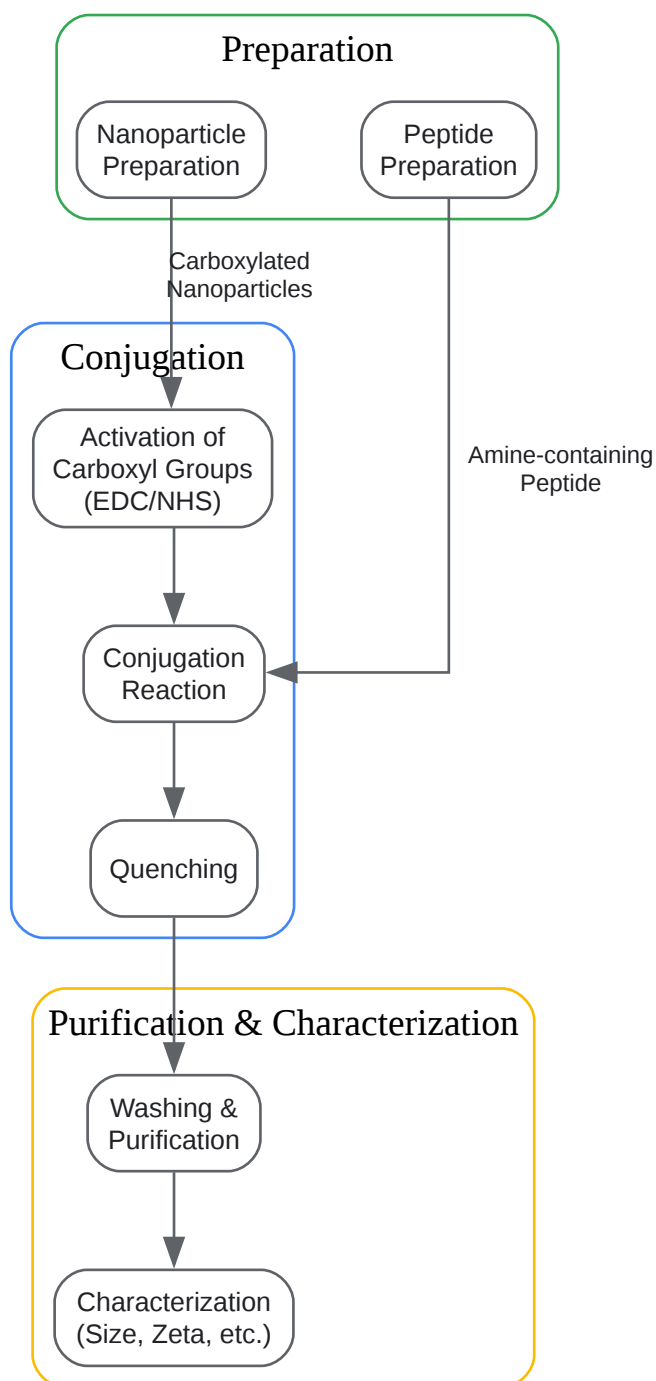 Preparation
Nanoparticle
Preparation
Peptide
Preparation
Carboxylated
Nanoparticles
Conjugation
Activation of
Carboxyl Groups
(EDC/NHS)
Amine-containing
Peptide
Conjugation
Reaction
Quenching
Purification & Characterization
Washing &
Purification
Characterization
(Size, Zeta, etc.)